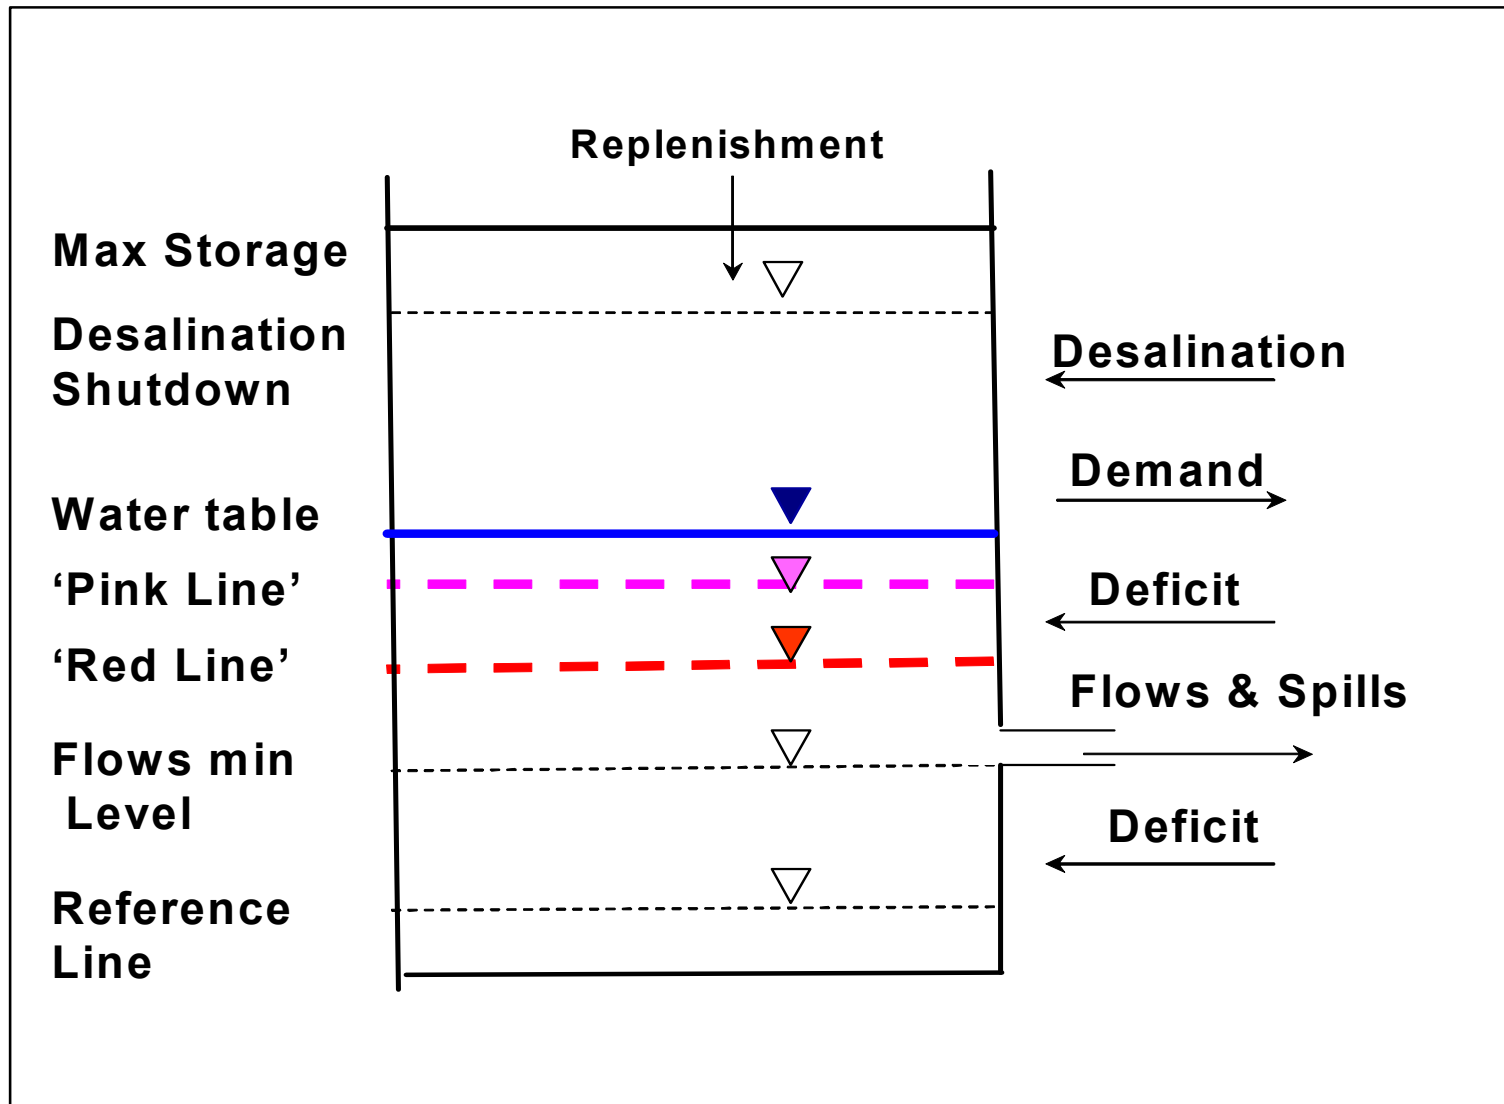 Replenishment
Max Storage
Desalination
Shutdown
Water table
‘Pink Line’
‘Red Line’
Flows min
Level
Reference
Line
Desalination
Demand
Deficit
Flows & Spills
Deficit